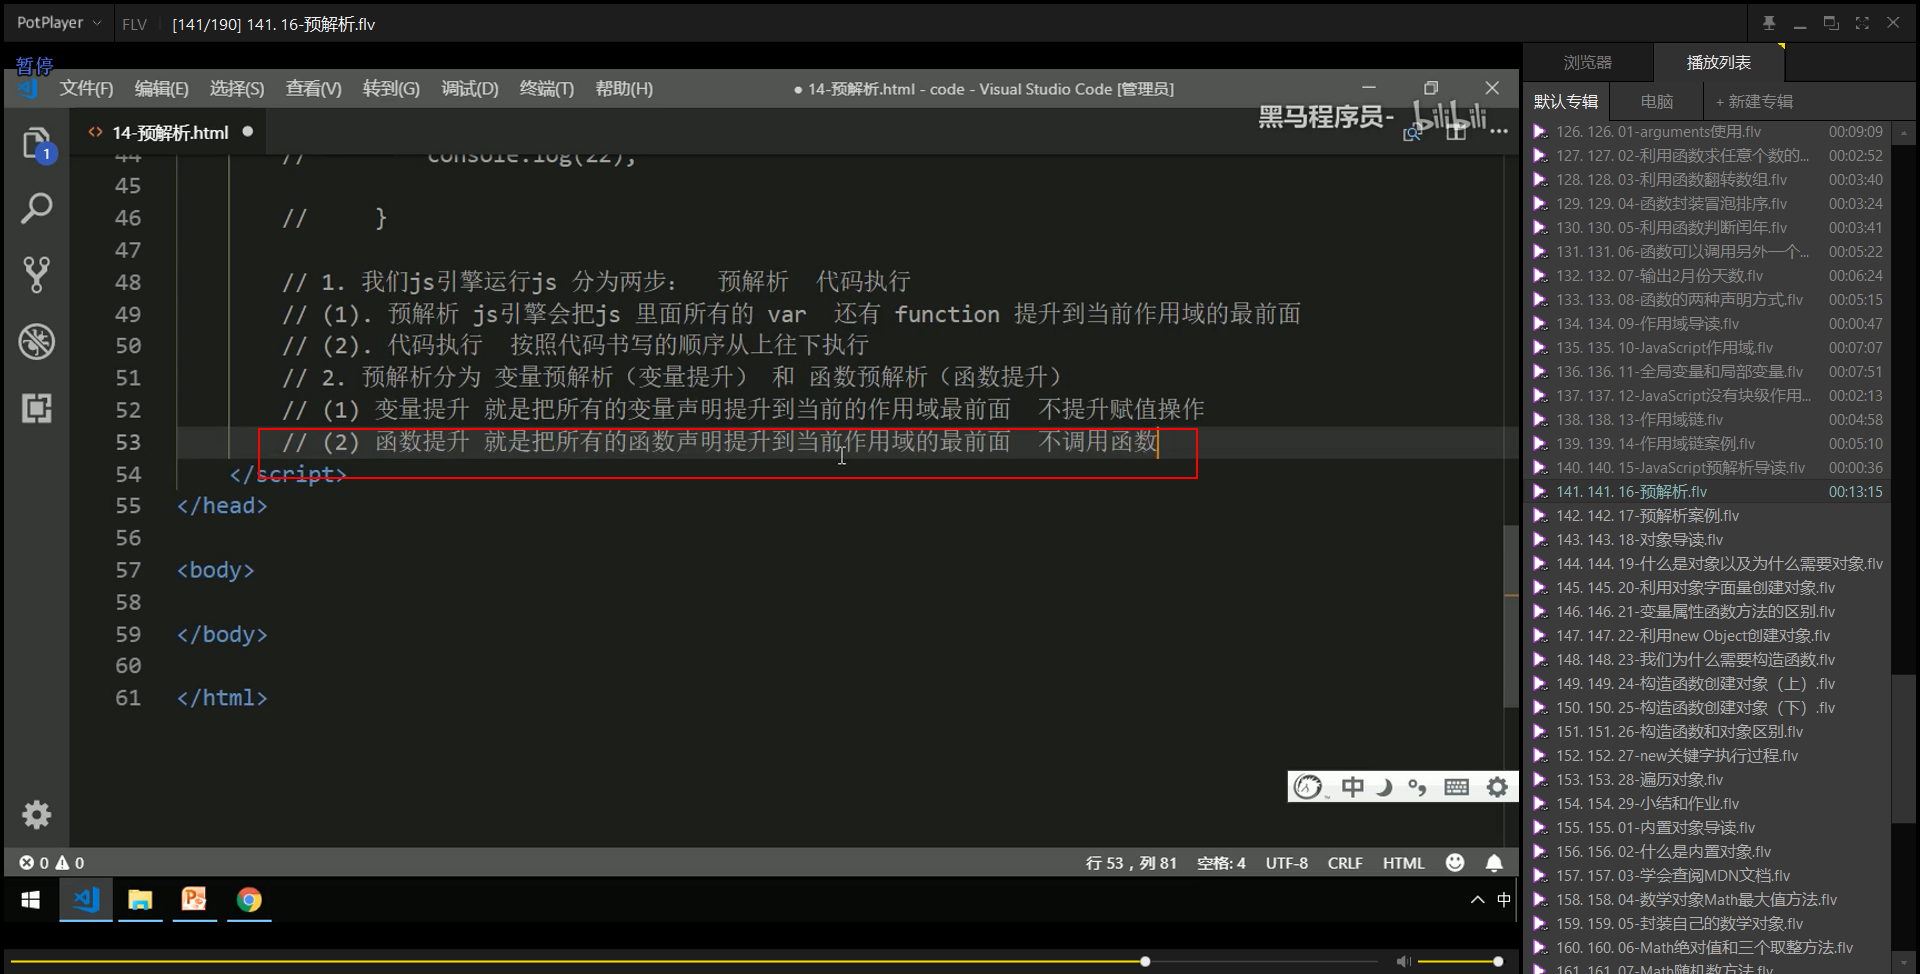 PotPlayer
FLV
[141/190] 141. 16-预解析.flv
暂停
文件(F) 编辑(E) 选择(S) 查看(V) 转到(G) 调试(D) 终端(T) 帮助(H)
● 14-预解析.html - code - Visual Studio Code [管理员]
14-预解析.html ●
黑马程序员- bilibili
1
44 // console.log(22);
45
46 // }
47
48 // 1. 我们js引擎运行js 分为两步： 预解析 代码执行
49 // (1). 预解析 js引擎会把js 里面所有的 var 还有 function 提升到当前作用域的最前面
50 // (2). 代码执行 按照代码书写的顺序从上往下执行
51 // 2. 预解析分为 变量预解析（变量提升） 和 函数预解析（函数提升）
52 // (1) 变量提升 就是把所有的变量声明提升到当前的作用域最前面 不提升赋值操作
53 // (2) 函数提升 就是把所有的函数声明提升到当前作用域的最前面 不调用函数
54 </script>
55 </head>
56
57 <body>
58
59 </body>
60
61 </html>
中
0 0
行 53，列 81 空格: 4 UTF-8 CRLF HTML
中
浏览器 播放列表
默认专辑 电脑 + 新建专辑
126. 126. 01-arguments使用.flv 00:09:09
127. 127. 02-利用函数求任意个数的... 00:02:52
128. 128. 03-利用函数翻转数组.flv 00:03:40
129. 129. 04-函数封装冒泡排序.flv 00:03:24
130. 130. 05-利用函数判断闰年.flv 00:03:41
131. 131. 06-函数可以调用另外一个... 00:05:22
132. 132. 07-输出2月份天数.flv 00:06:24
133. 133. 08-函数的两种声明方式.flv 00:05:15
134. 134. 09-作用域导读.flv 00:00:47
135. 135. 10-JavaScript作用域.flv 00:07:07
136. 136. 11-全局变量和局部变量.flv 00:07:51
137. 137. 12-JavaScript没有块级作用... 00:02:13
138. 138. 13-作用域链.flv 00:04:58
139. 139. 14-作用域链案例.flv 00:05:10
140. 140. 15-JavaScript预解析导读.flv 00:00:36
141. 141. 16-预解析.flv 00:13:15
142. 142. 17-预解析案例.flv
143. 143. 18-对象导读.flv
144. 144. 19-什么是对象以及为什么需要对象.flv
145. 145. 20-利用对象字面量创建对象.flv
146. 146. 21-变量属性函数方法的区别.flv
147. 147. 22-利用new Object创建对象.flv
148. 148. 23-我们为什么需要构造函数.flv
149. 149. 24-构造函数创建对象（上）.flv
150. 150. 25-构造函数创建对象（下）.flv
151. 151. 26-构造函数和对象区别.flv
152. 152. 27-new关键字执行过程.flv
153. 153. 28-遍历对象.flv
154. 154. 29-小结和作业.flv
155. 155. 01-内置对象导读.flv
156. 156. 02-什么是内置对象.flv
157. 157. 03-学会查阅MDN文档.flv
158. 158. 04-数学对象Math最大值方法.flv
159. 159. 05-封装自己的数学对象.flv
160. 160. 06-Math绝对值和三个取整方法.flv
161. 161. 07-Math随机数方法.flv